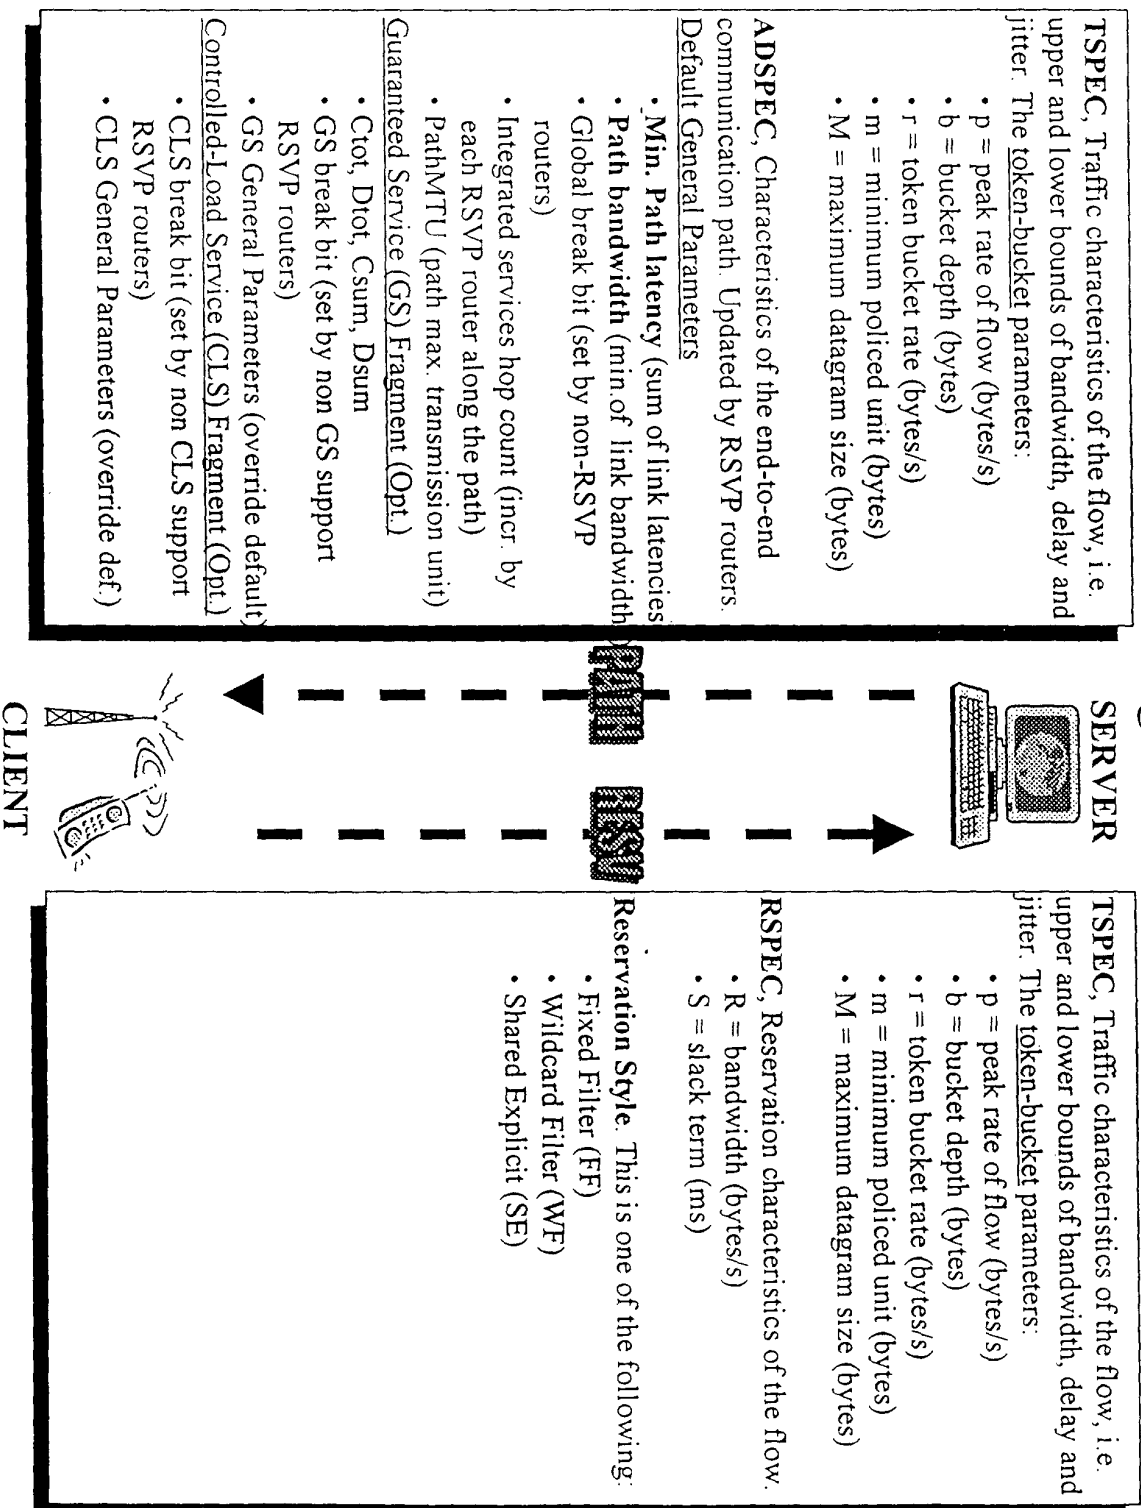 TSPEC, Traffic characteristics of the flow, i.e.
upper and lower bounds of bandwidth, delay and
jitter. The token-bucket parameters:
• p = peak rate of flow (bytes/s)
• b = bucket depth (bytes)
• r = token bucket rate (bytes/s)
• m = minimum policed unit (bytes)
• M = maximum datagram size (bytes)
ADSPEC, Characteristics of the end-to-end
communication path. Updated by RSVP routers.
Default General Parameters
• Min. Path latency (sum of link latencies
• Path bandwidth (min.of link bandwidth)
• Global break bit (set by non-RSVP
routers)
• Integrated services hop count (incr. by
each RSVP router along the path)
• PathMTU (path max. transmission unit)
Guaranteed Service (GS) Fragment (Opt.)
• Ctot, Dtot, Csum, Dsum
• GS break bit (set by non GS support
RSVP routers)
• GS General Parameters (override default)
Controlled-Load Service (CLS) Fragment (Opt.)
• CLS break bit (set by non CLS support
RSVP routers)
• CLS General Parameters (override def.)
SERVER
PATH
RESV
CLIENT
TSPEC, Traffic characteristics of the flow, i.e.
upper and lower bounds of bandwidth, delay and
jitter. The token-bucket parameters:
• p = peak rate of flow (bytes/s)
• b = bucket depth (bytes)
• r = token bucket rate (bytes/s)
• m = minimum policed unit (bytes)
• M = maximum datagram size (bytes)
RSPEC, Reservation characteristics of the flow.
• R = bandwidth (bytes/s)
• S = slack term (ms)
Reservation Style. This is one of the following:
• Fixed Filter (FF)
• Wildcard Filter (WF)
• Shared Explicit (SE)